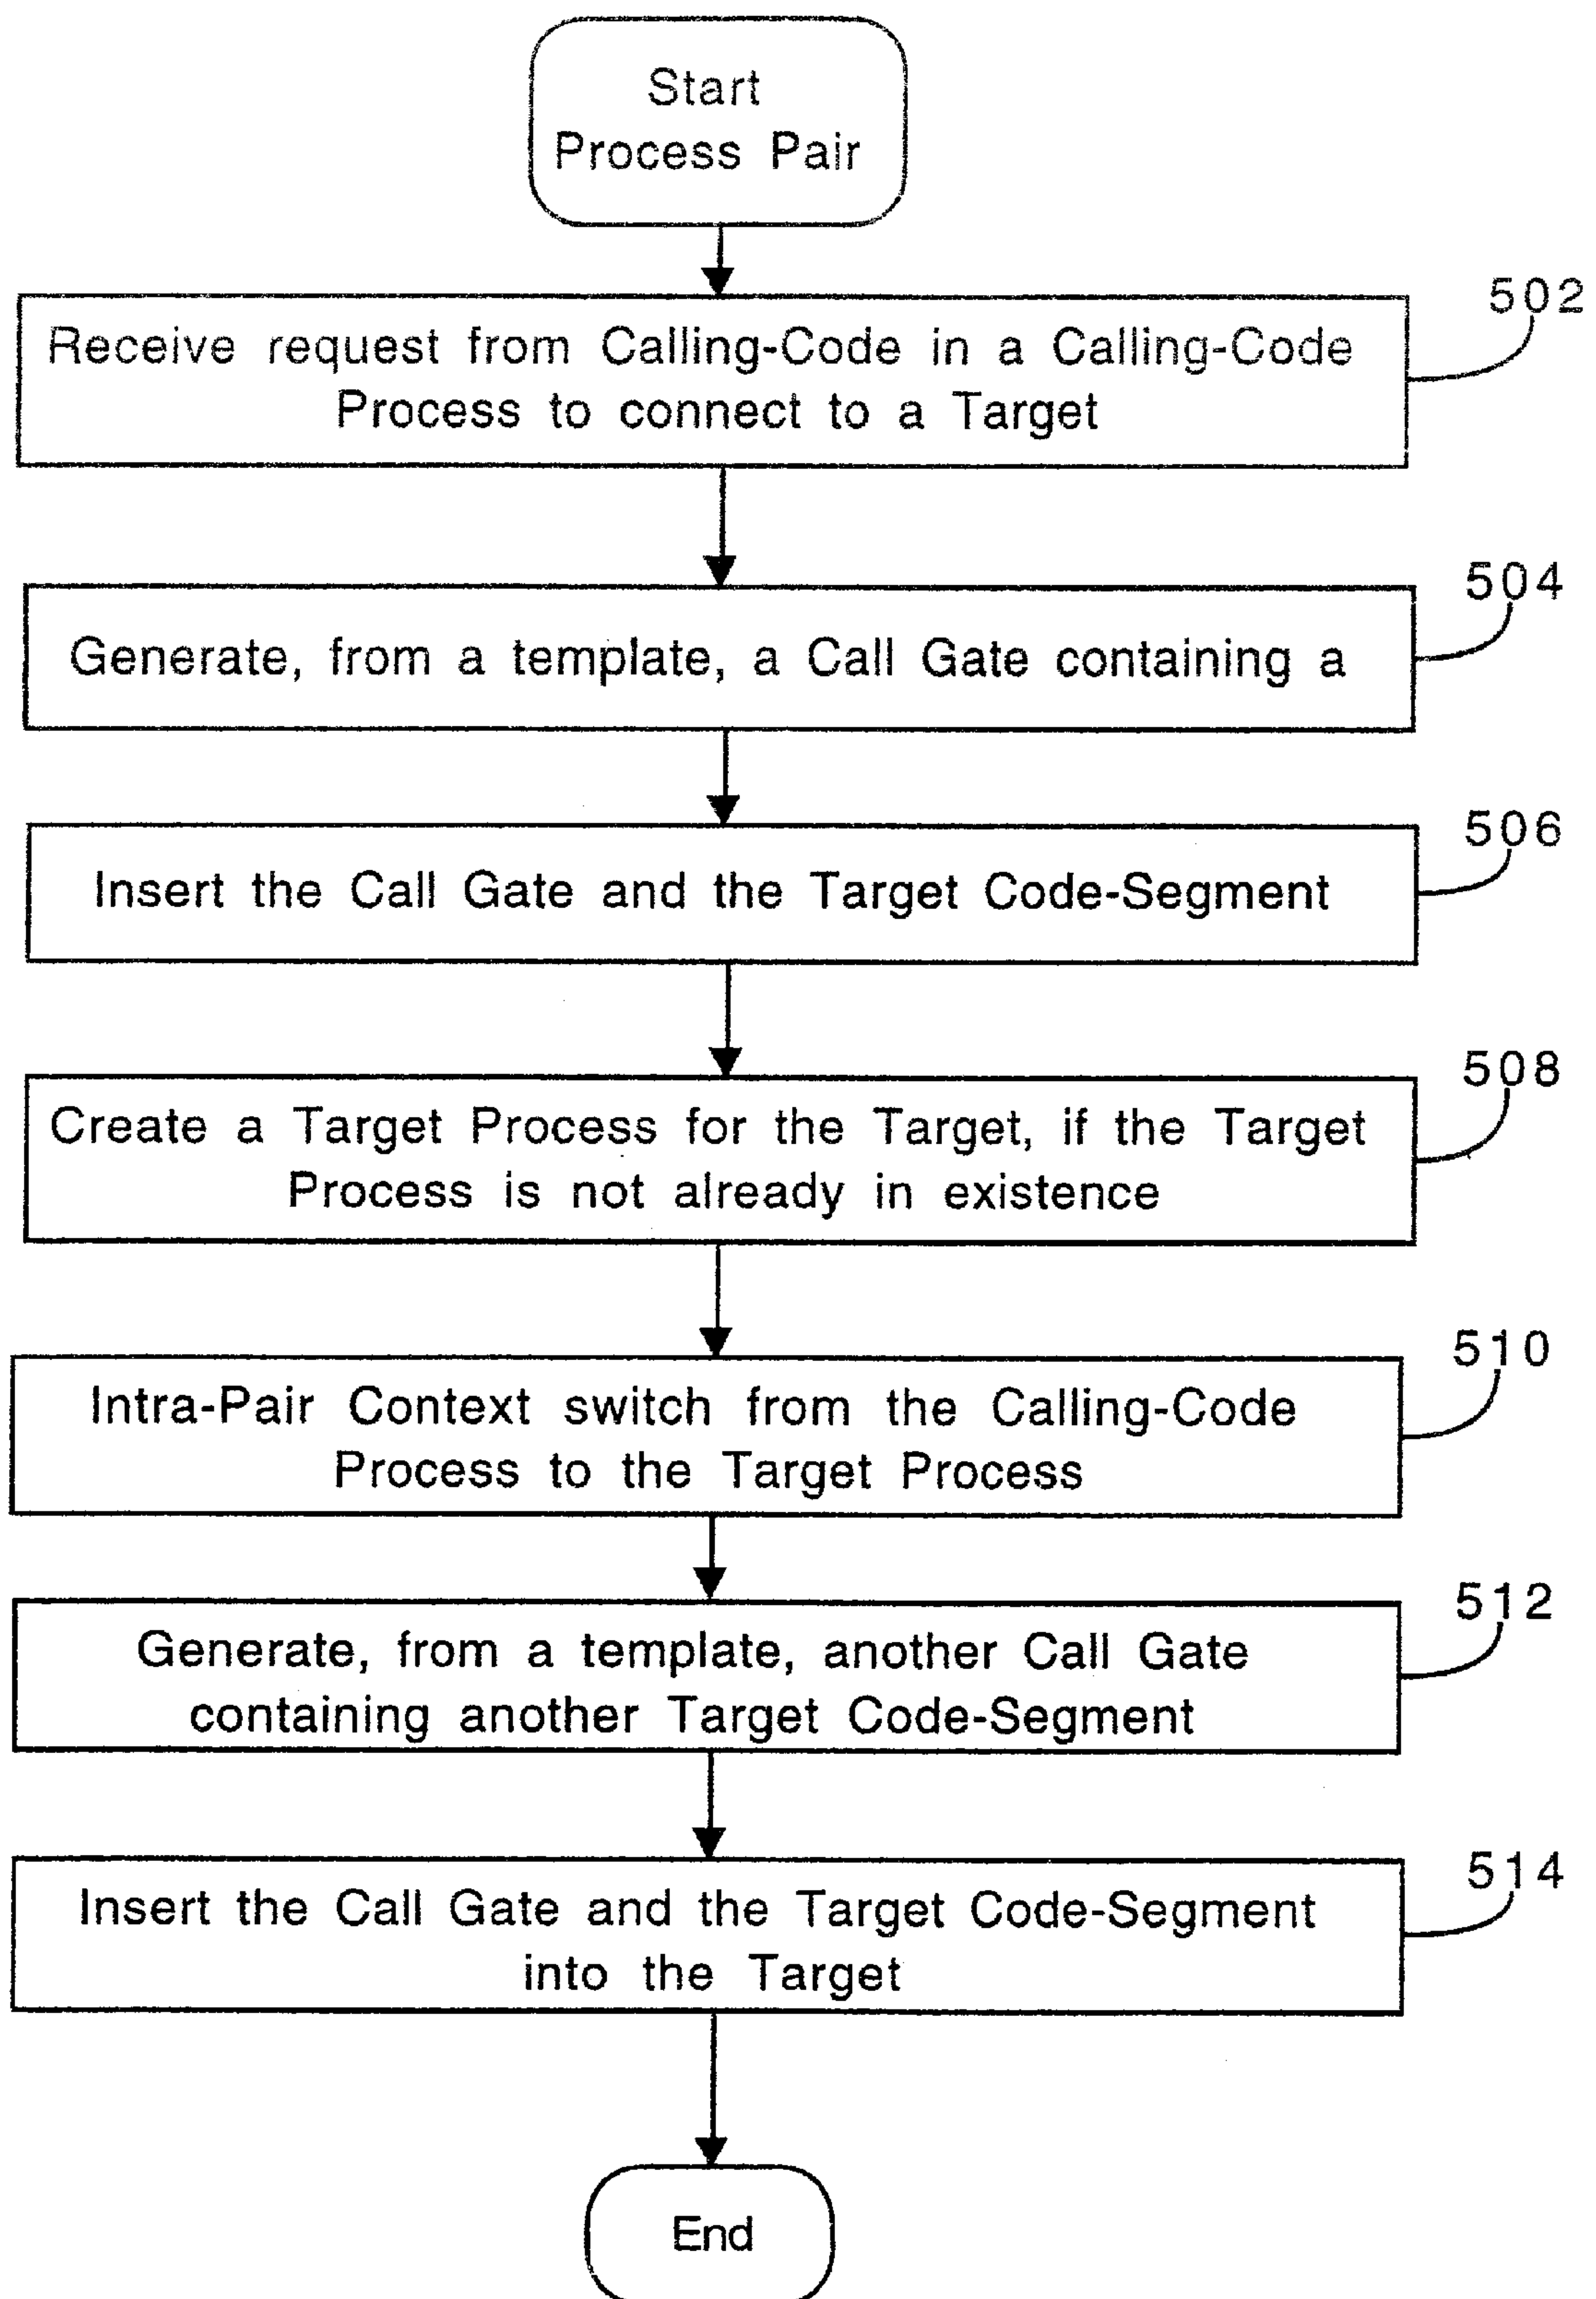 Start
Process Pair
502
Receive request from Calling-Code in a Calling-Code
Process to connect to a Target
504
Generate, from a template, a Call Gate containing a
506
Insert the Call Gate and the Target Code-Segment
508
Create a Target Process for the Target, if the Target
Process is not already in existence
510
Intra-Pair Context switch from the Calling-Code
Process to the Target Process
512
Generate, from a template, another Call Gate
containing another Target Code-Segment
514
Insert the Call Gate and the Target Code-Segment
into the Target
End